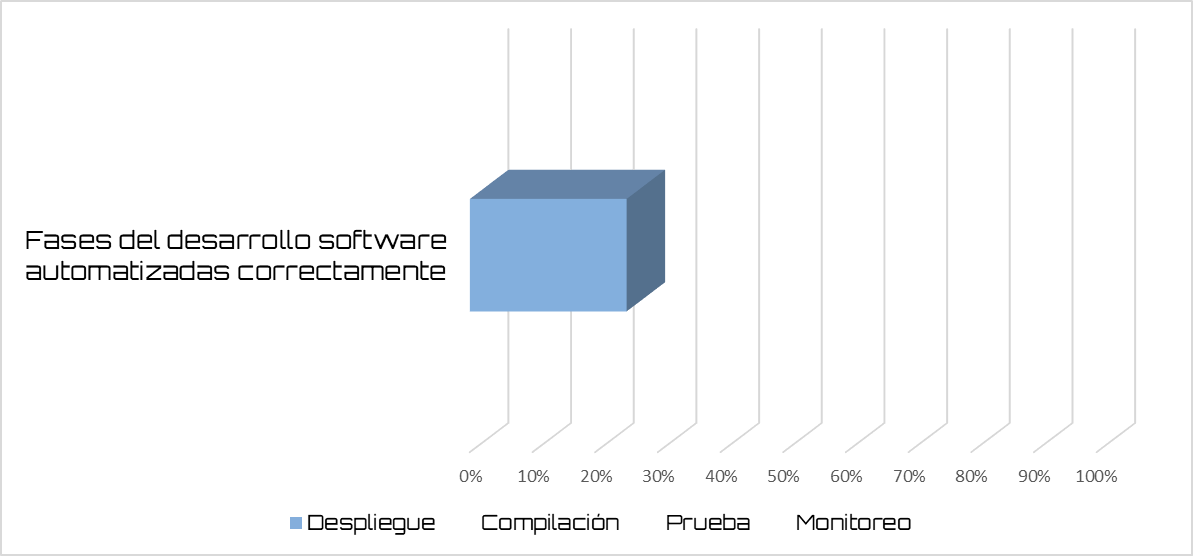 Fases del desarrollo software
automatizadas correctamente
0% 10% 20% 30% 40% 50% 60% 70% 80% 90% 100%
Despliegue Compilación Prueba Monitoreo